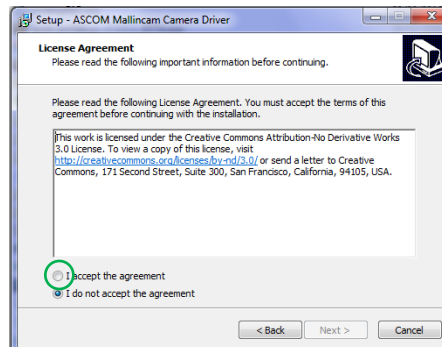 Setup - ASCOM Mallincam Camera Driver
License Agreement
Please read the following important information before continuing.
Please read the following License Agreement. You must accept the terms of this
agreement before continuing with the installation.
This work is licensed under the Creative Commons Attribution-No Derivative Works
3.0 License. To view a copy of this license, visit
http://creativecommons.org/licenses/by-nd/3.0/ or send a letter to Creative
Commons, 171 Second Street, Suite 300, San Francisco, California, 94105, USA.
I accept the agreement
I do not accept the agreement
< Back
Next >
Cancel